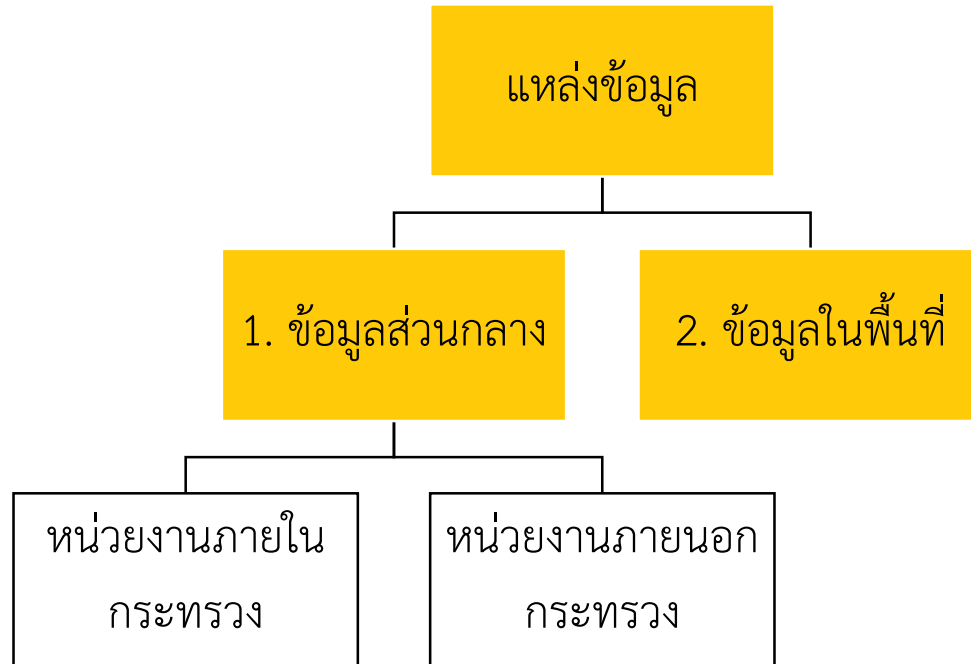 แหล่งข้อมูล
1. ข้อมูลส่วนกลาง
2. ข้อมูลในพื้นที่
หน่วยงานภายใน
กระทรวง
หน่วยงานภายนอก
กระทรวง